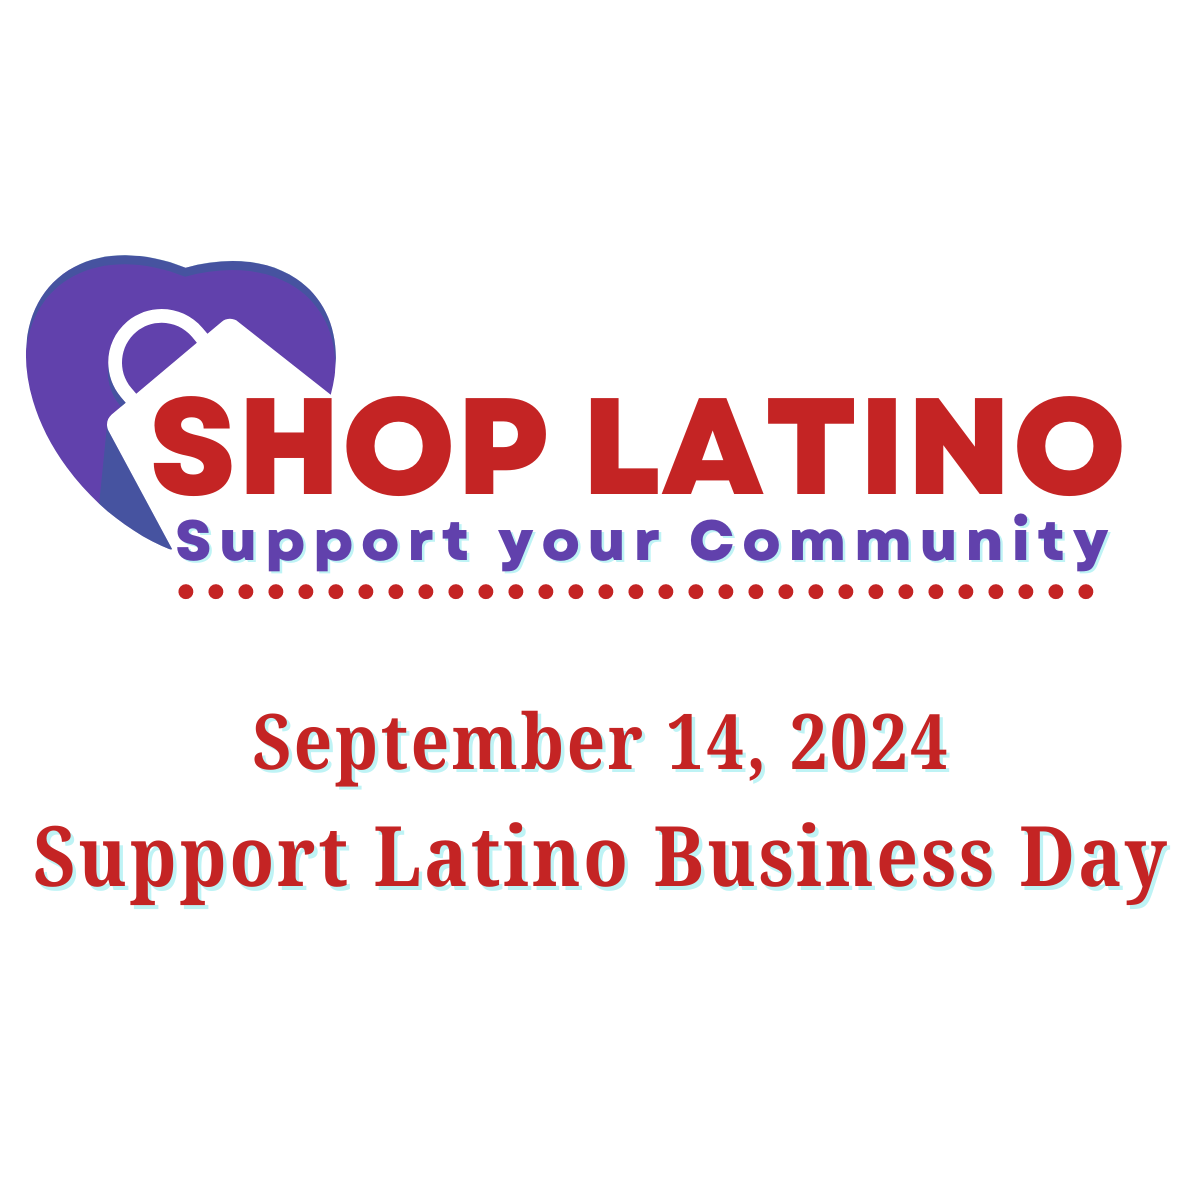 SHOP LATINO
Support your Community
September 14, 2024
Support Latino Business Day